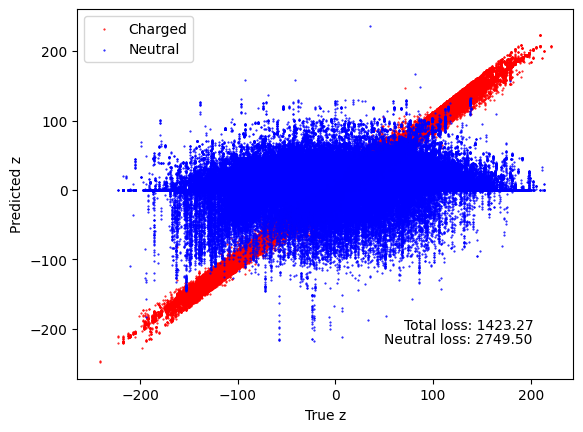 Charged
Neutral
200
100
0
−100
−200
Predicted z
Total loss: 1423.27
Neutral loss: 2749.50
−200
−100
0
100
200
True z